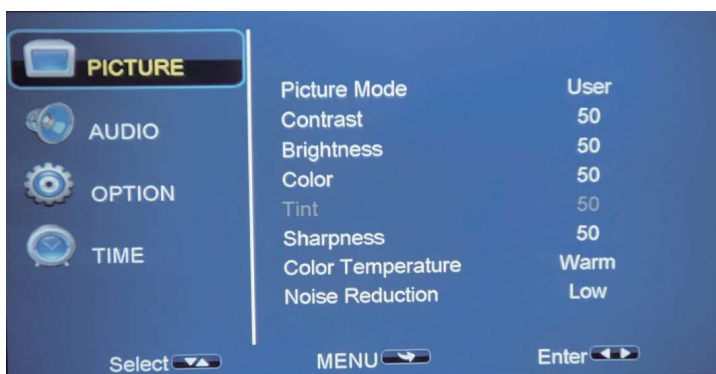 PICTURE
AUDIO
OPTION
TIME
Picture Mode User
Contrast 50
Brightness 50
Color 50
Tint 50
Sharpness 50
Color Temperature Warm
Noise Reduction Low
Select MENU Enter